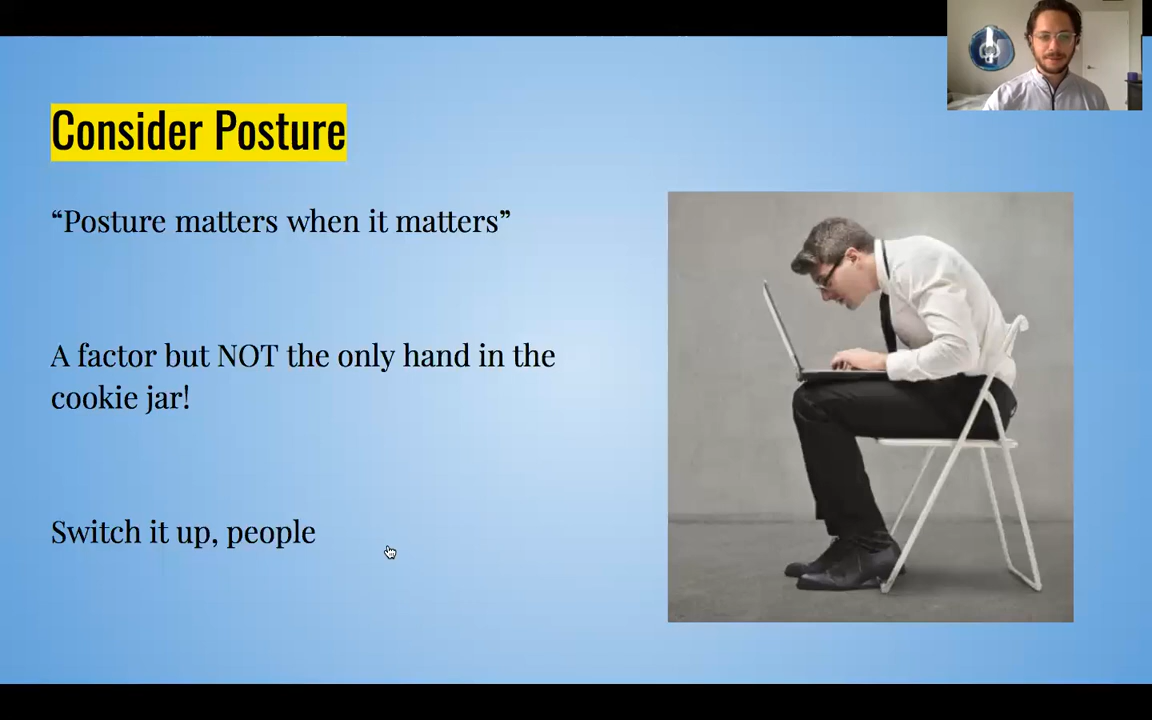 Consider Posture
“Posture matters when it matters”
A factor but NOT the only hand in the
cookie jar!
Switch it up, people